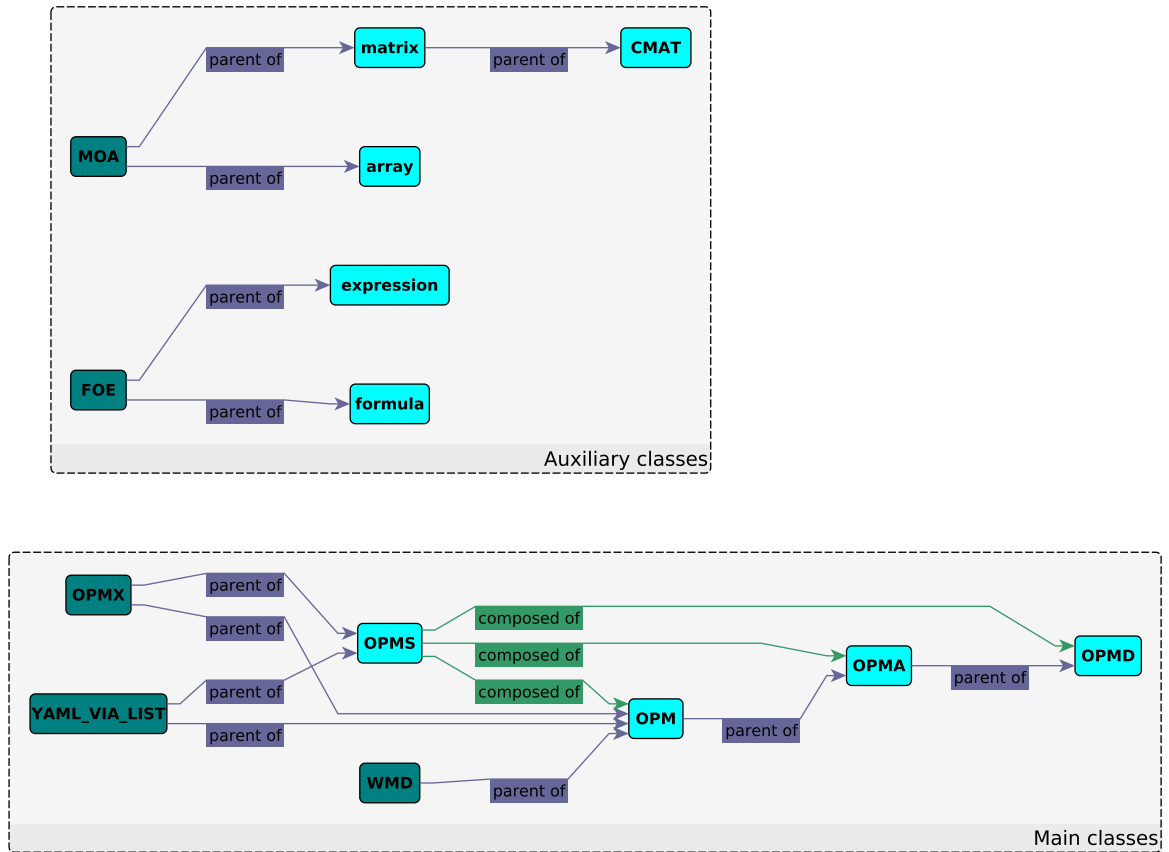 matrix
parent of
parent of
CMAT
MOA
parent of
array
parent of
expression
FOE
parent of
formula
Auxiliary classes
OPMX
parent of
parent of
OPMS
composed of
composed of
composed of
OPMA
parent of
OPMD
YAML_VIA_LIST
parent of
parent of
OPM
parent of
WMD
parent of
Main classes